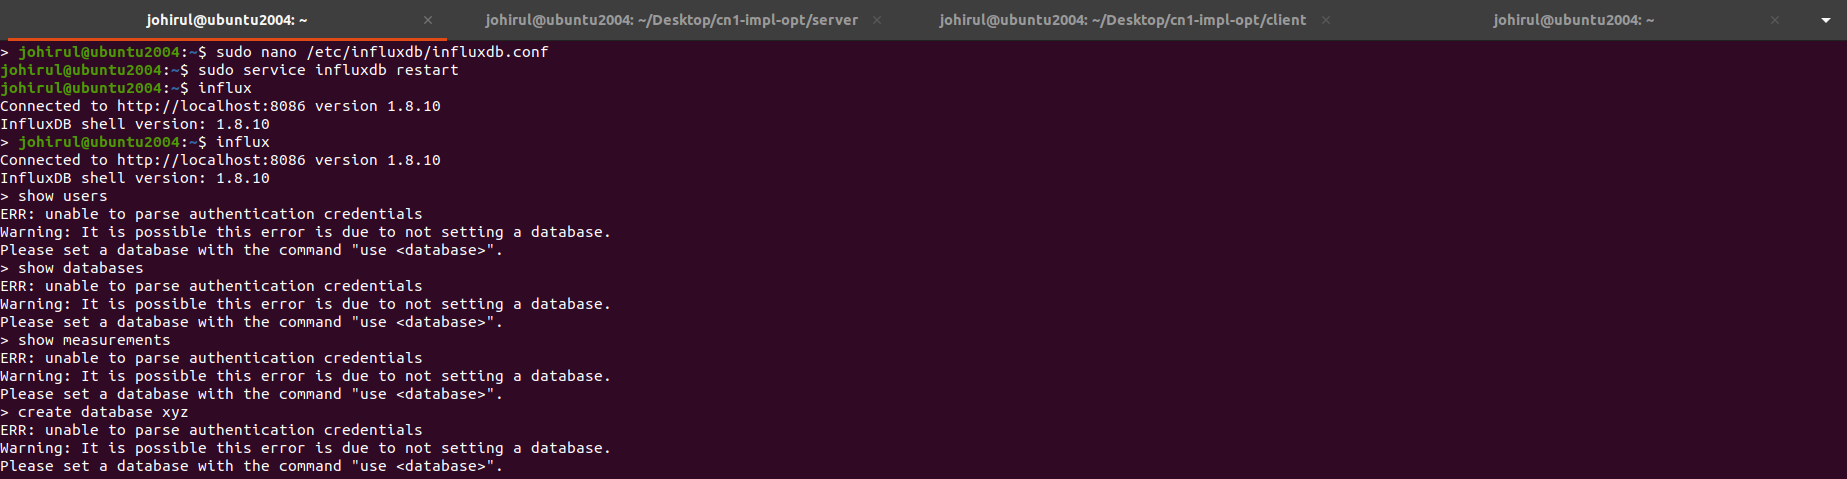 johirul@ubuntu2004: ~ × johirul@ubuntu2004: ~/Desktop/cn1-impl-opt/server × johirul@ubuntu2004: ~/Desktop/cn1-impl-opt/client × johirul@ubuntu2004: ~ ×
> johirul@ubuntu2004:~$ sudo nano /etc/influxdb/influxdb.conf
johirul@ubuntu2004:~$ sudo service influxdb restart
johirul@ubuntu2004:~$ influx
Connected to http://localhost:8086 version 1.8.10
InfluxDB shell version: 1.8.10
> johirul@ubuntu2004:~$ influx
Connected to http://localhost:8086 version 1.8.10
InfluxDB shell version: 1.8.10
> show users
ERR: unable to parse authentication credentials
Warning: It is possible this error is due to not setting a database.
Please set a database with the command "use <database>".
> show databases
ERR: unable to parse authentication credentials
Warning: It is possible this error is due to not setting a database.
Please set a database with the command "use <database>".
> show measurements
ERR: unable to parse authentication credentials
Warning: It is possible this error is due to not setting a database.
Please set a database with the command "use <database>".
> create database xyz
ERR: unable to parse authentication credentials
Warning: It is possible this error is due to not setting a database.
Please set a database with the command "use <database>".